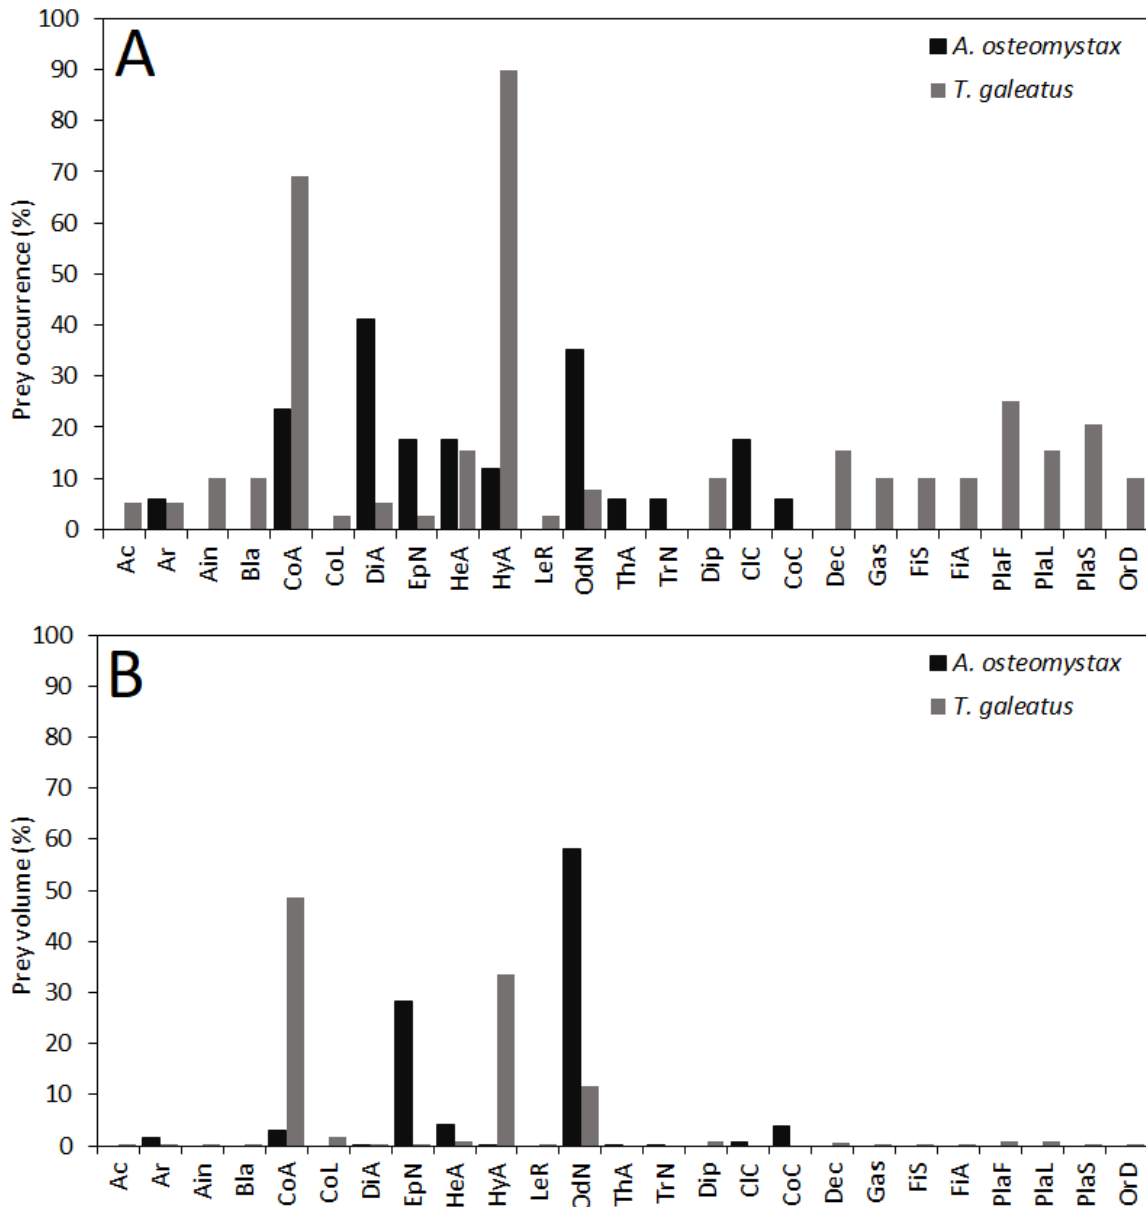 A
A. osteomystax
T. galeatus
Prey occurrence (%)
100
90
80
70
60
50
40
30
20
10
0
Ac Ar Ain Bla CoA CoL DiA EpN HeA HyA LeR OdN ThA TrN Dip ClC CoC Dec Gas FiS FiA PlaF PlaL PlaS OrD
B
A. osteomystax
T. galeatus
Prey volume (%)
100
90
80
70
60
50
40
30
20
10
0
Ac Ar Ain Bla CoA CoL DiA EpN HeA HyA LeR OdN ThA TrN Dip ClC CoC Dec Gas FiS FiA PlaF PlaL PlaS OrD